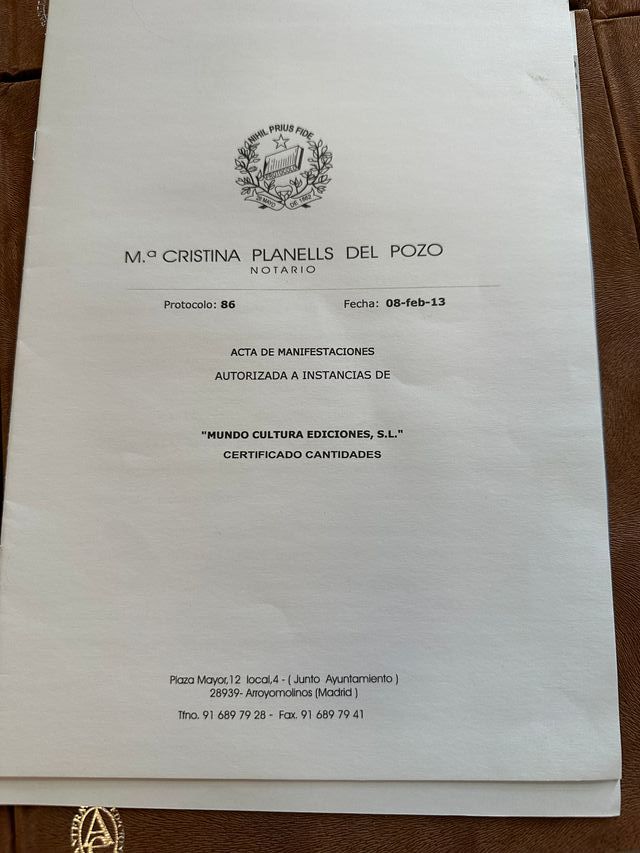 NIHIL PRIUS FIDE
PROTOCOLO
28 MAYO DE 1862
M.ª CRISTINA PLANELLS DEL POZO
NOTARIO
Protocolo: 86 Fecha: 08-feb-13
ACTA DE MANIFESTACIONES
AUTORIZADA A INSTANCIAS DE
"MUNDO CULTURA EDICIONES, S.L."
CERTIFICADO CANTIDADES
Plaza Mayor,12 local,4 - ( Junto Ayuntamiento )
28939- Arroyomolinos (Madrid )
Tfno. 91 689 79 28 - Fax. 91 689 79 41